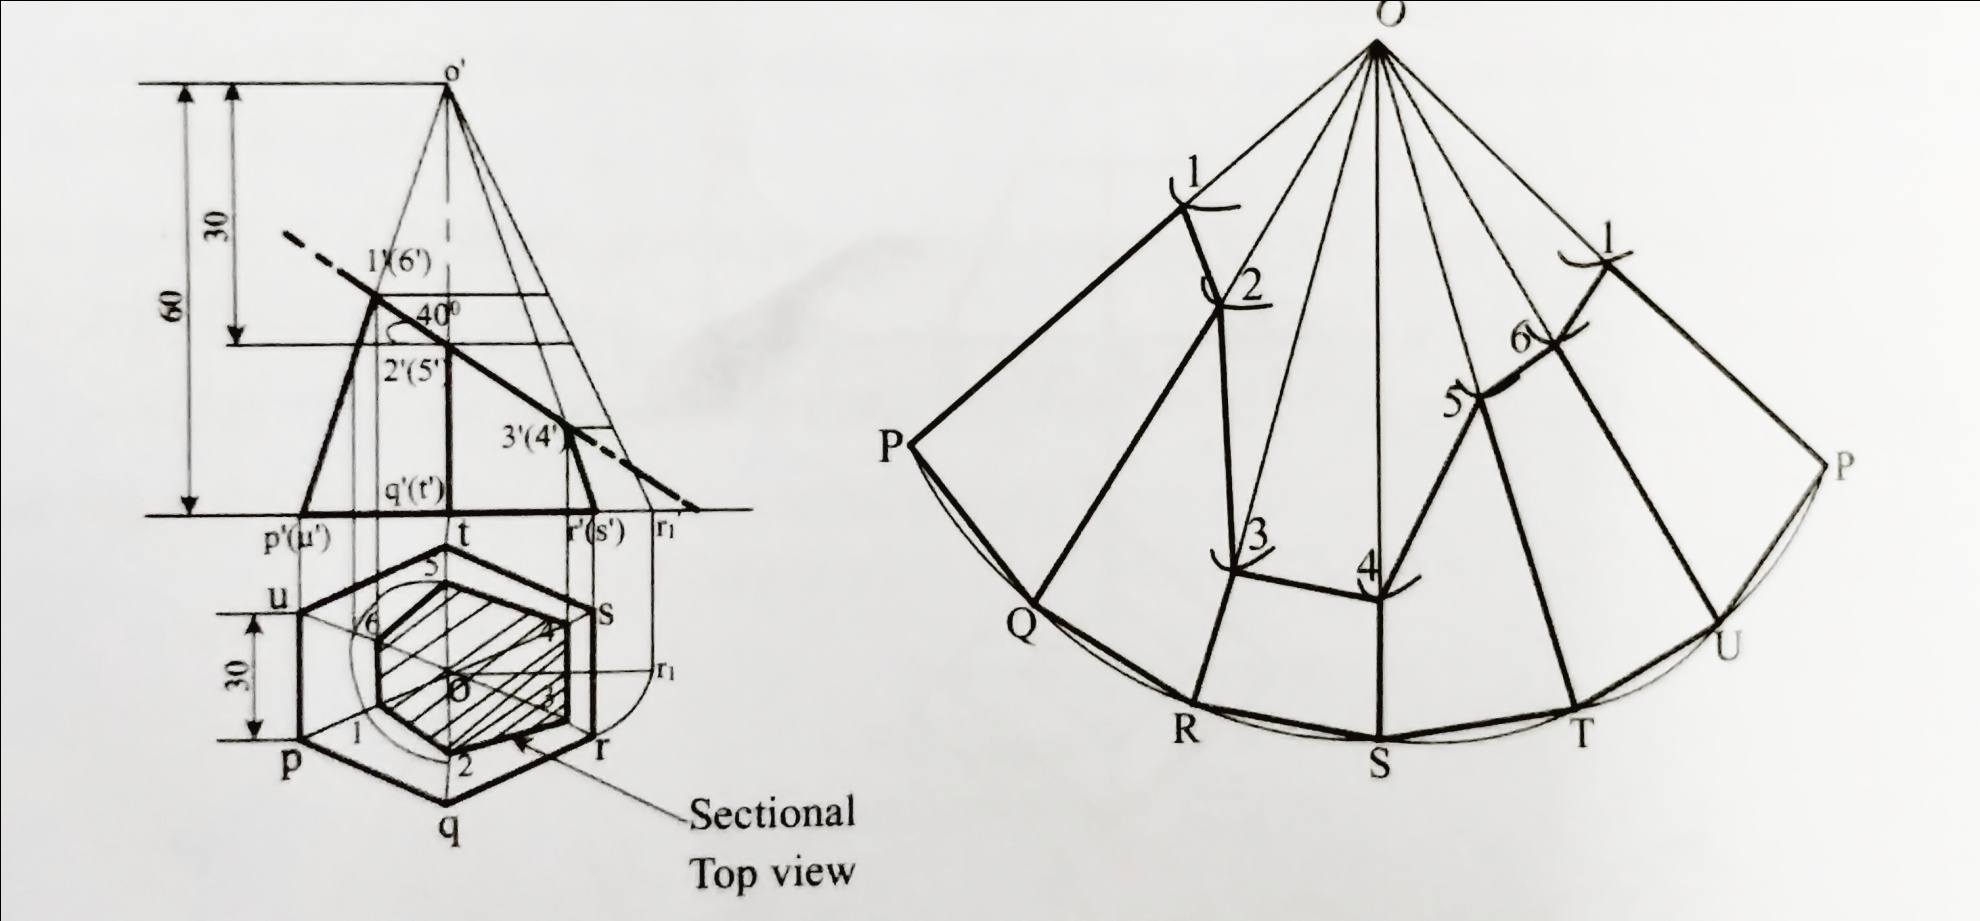 o'
30
60
1'(6')
40⁰
2'(5')
3'(4')
q'(t')
p'(u')
t
r'(s')
r₁'
u
5
s
6
4
30
O
r₁
3
p
1
2
r
q
Sectional
Top view
O
1
1
2
6
5
P
P
3
4
Q
U
R
S
T